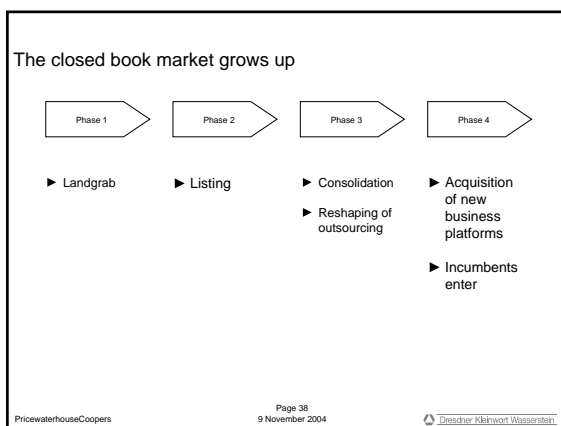 The closed book market grows up
Phase 1
Phase 2
Phase 3
Phase 4
► Landgrab
► Listing
► Consolidation
► Reshaping of
outsourcing
► Acquisition
of new
business
platforms
► Incumbents
enter
PricewaterhouseCoopers
Page 38
9 November 2004
Dresdner Kleinwort Wasserstein